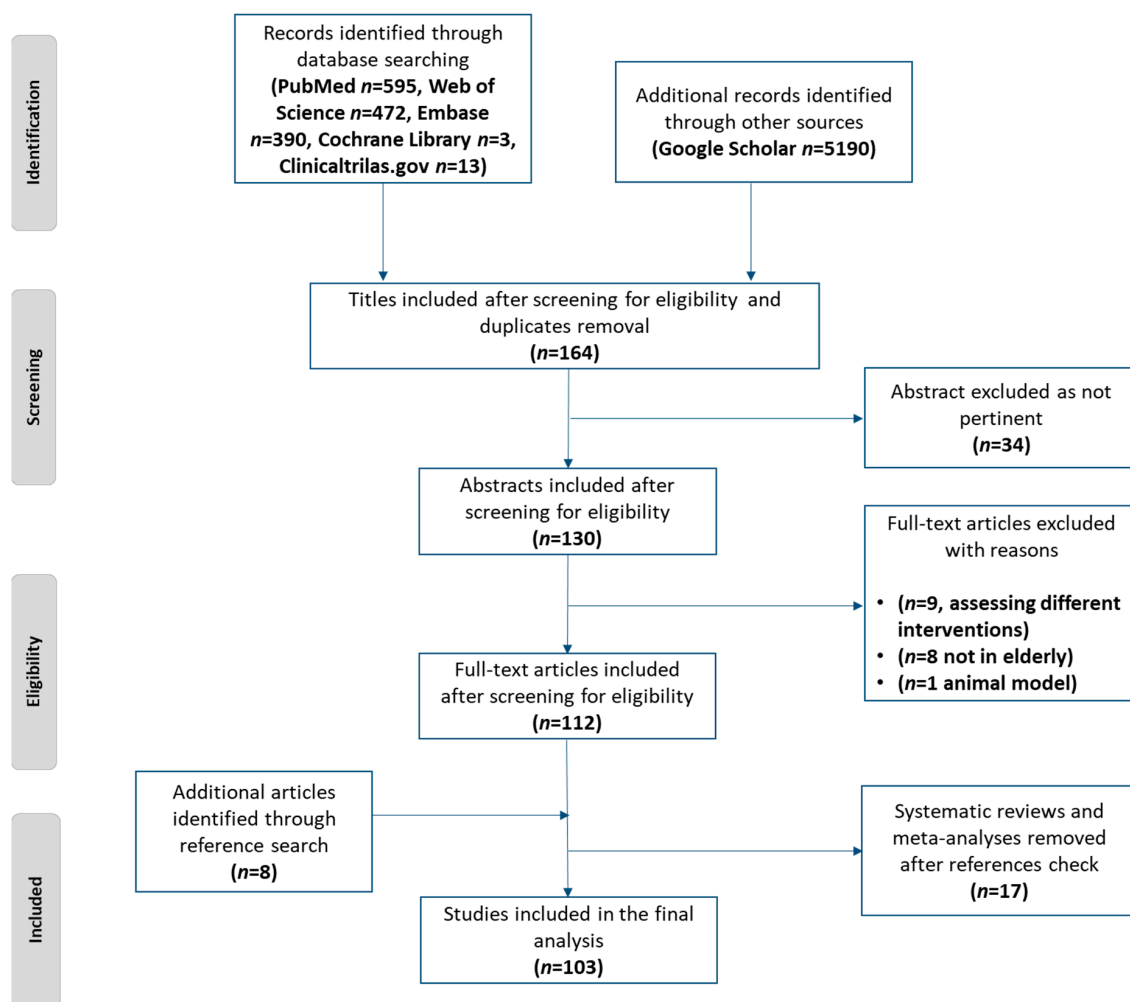 Identification
Records identified through
database searching
(PubMed n=595, Web of
Science n=472, Embase
n=390, Cochrane Library n=3,
Clinicaltrilas.gov n=13)
Additional records identified
through other sources
(Google Scholar n=5190)
Screening
Titles included after screening for eligibility and
duplicates removal
(n=164)
Abstract excluded as not
pertinent
(n=34)
Abstracts included after
screening for eligibility
(n=130)
Eligibility
Full-text articles excluded
with reasons
• (n=9, assessing different
interventions)
• (n=8 not in elderly)
• (n=1 animal model)
Full-text articles included
after screening for eligibility
(n=112)
Included
Additional articles
identified through
reference search
(n=8)
Systematic reviews and
meta-analyses removed
after references check
(n=17)
Studies included in the final
analysis
(n=103)